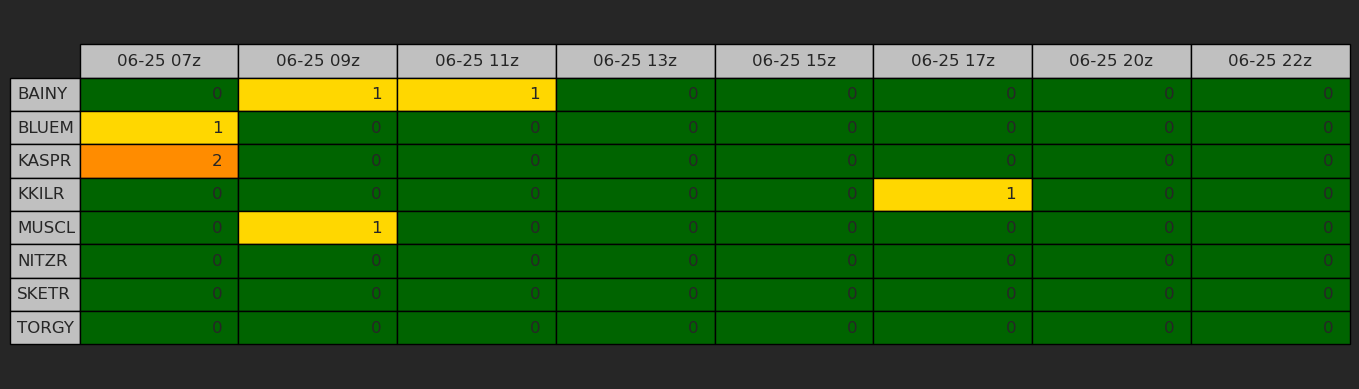 06-25 07z 06-25 09z 06-25 11z 06-25 13z 06-25 15z 06-25 17z 06-25 20z 06-25 22z
BAINY 0 1 1 0 0 0 0 0
BLUEM 1 0 0 0 0 0 0 0
KASPR 2 0 0 0 0 0 0 0
KKILR 0 0 0 0 0 1 0 0
MUSCL 0 1 0 0 0 0 0 0
NITZR 0 0 0 0 0 0 0 0
SKETR 0 0 0 0 0 0 0 0
TORGY 0 0 0 0 0 0 0 0